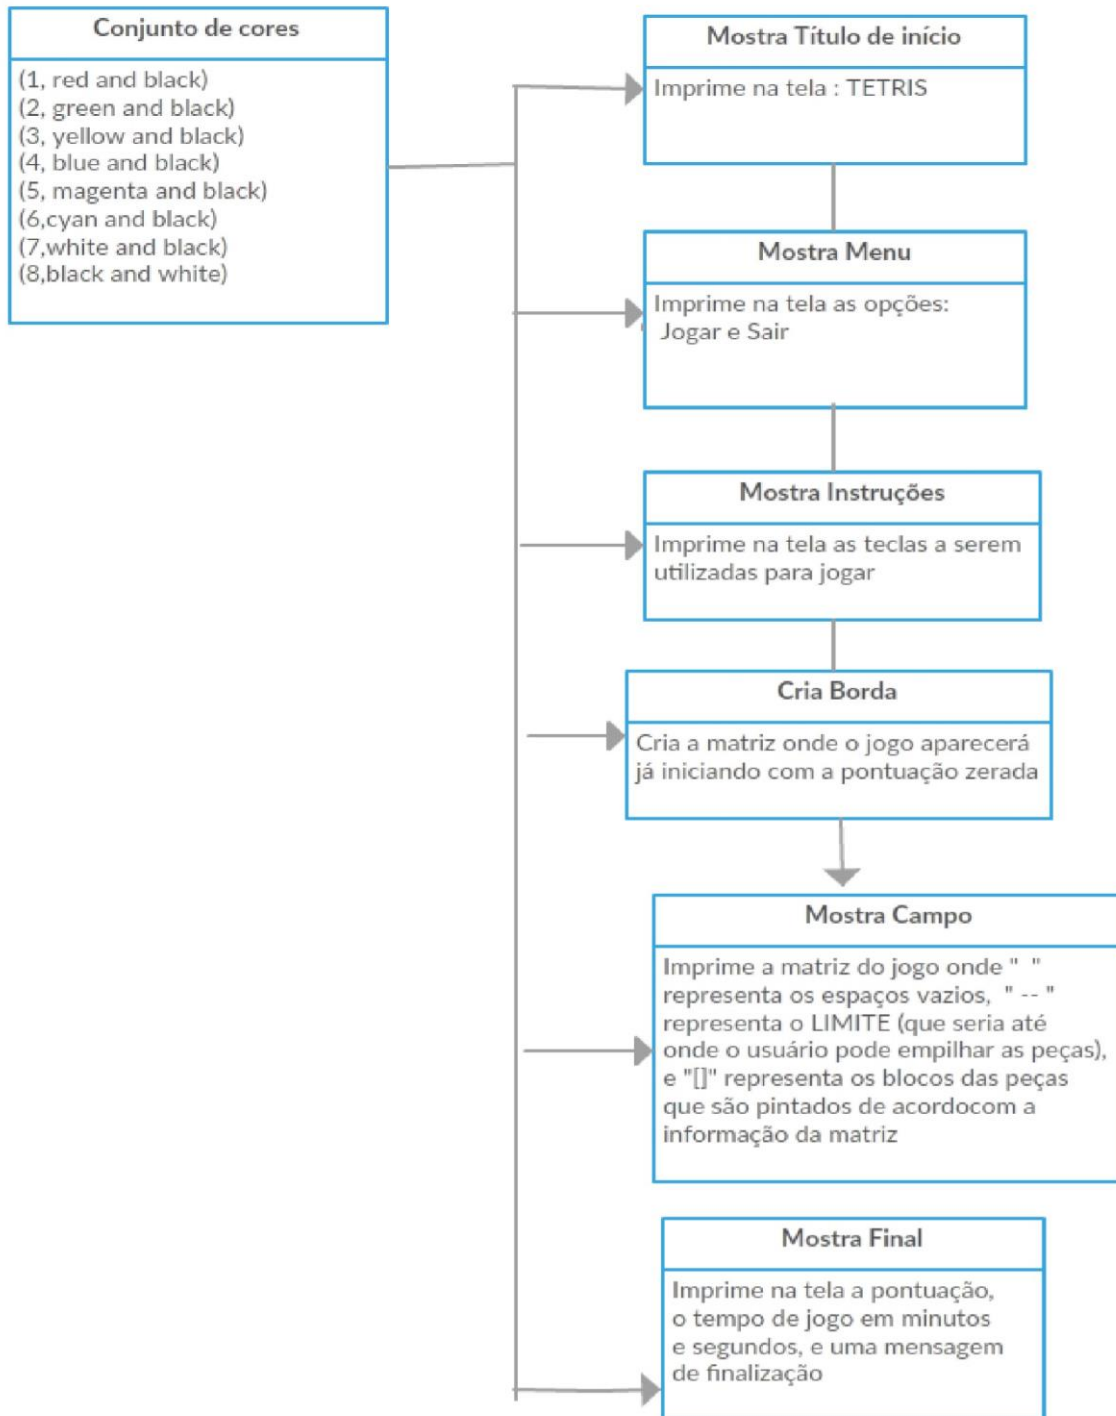 Conjunto de cores
(1, red and black)
(2, green and black)
(3, yellow and black)
(4, blue and black)
(5, magenta and black)
(6,cyan and black)
(7,white and black)
(8,black and white)
Mostra Título de início
Imprime na tela : TETRIS
Mostra Menu
Imprime na tela as opções:
Jogar e Sair
Mostra Instruções
Imprime na tela as teclas a serem
utilizadas para jogar
Cria Borda
Cria a matriz onde o jogo aparecerá
já iniciando com a pontuação zerada
Mostra Campo
Imprime a matriz do jogo onde "  "
representa os espaços vazios,  " -- "
representa o LIMITE (que seria até
onde o usuário pode empilhar as peças),
e "[]" representa os blocos das peças
que são pintados de acordocom a
informação da matriz
Mostra Final
Imprime na tela a pontuação,
o tempo de jogo em minutos
e segundos, e uma mensagem
de finalização